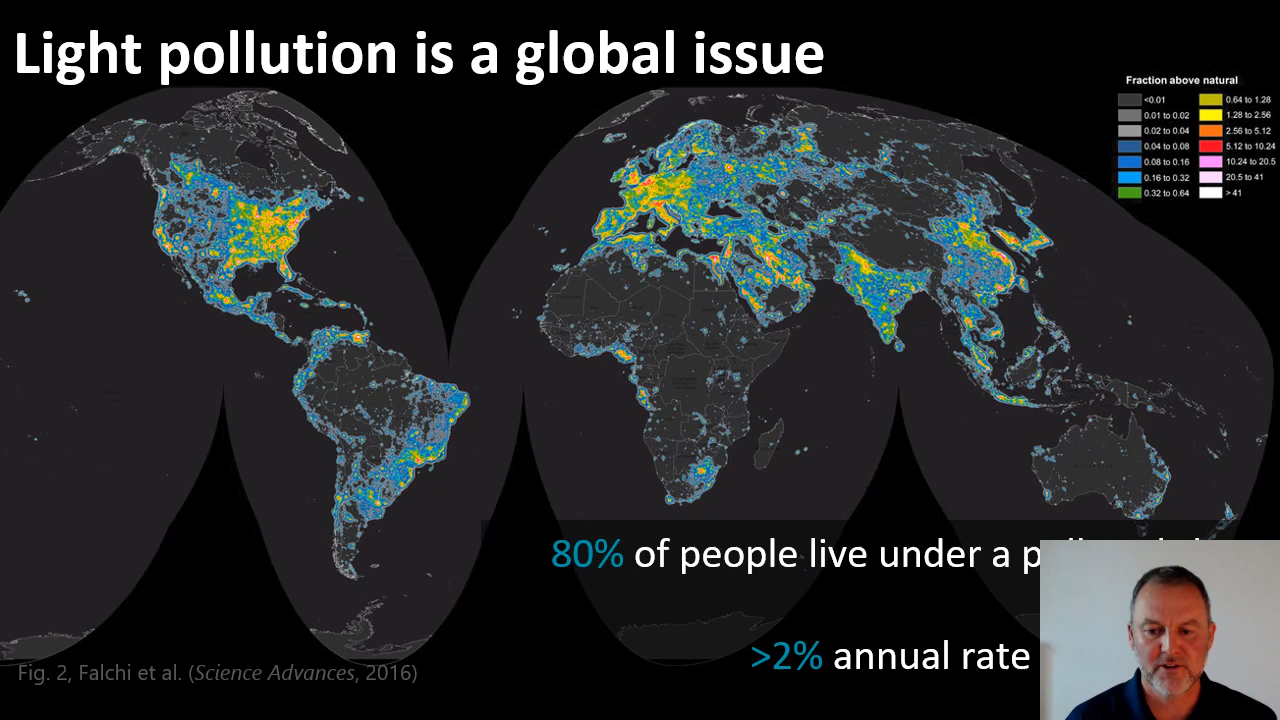 Light pollution is a global issue
Fraction above natural
<0.01
0.01 to 0.02
0.02 to 0.04
0.04 to 0.08
0.08 to 0.16
0.16 to 0.32
0.32 to 0.64
0.64 to 1.28
1.28 to 2.56
2.56 to 5.12
5.12 to 10.24
10.24 to 20.5
20.5 to 41
> 41
80% of people live under a
>2% annual rate
Fig. 2, Falchi et al. (Science Advances, 2016)